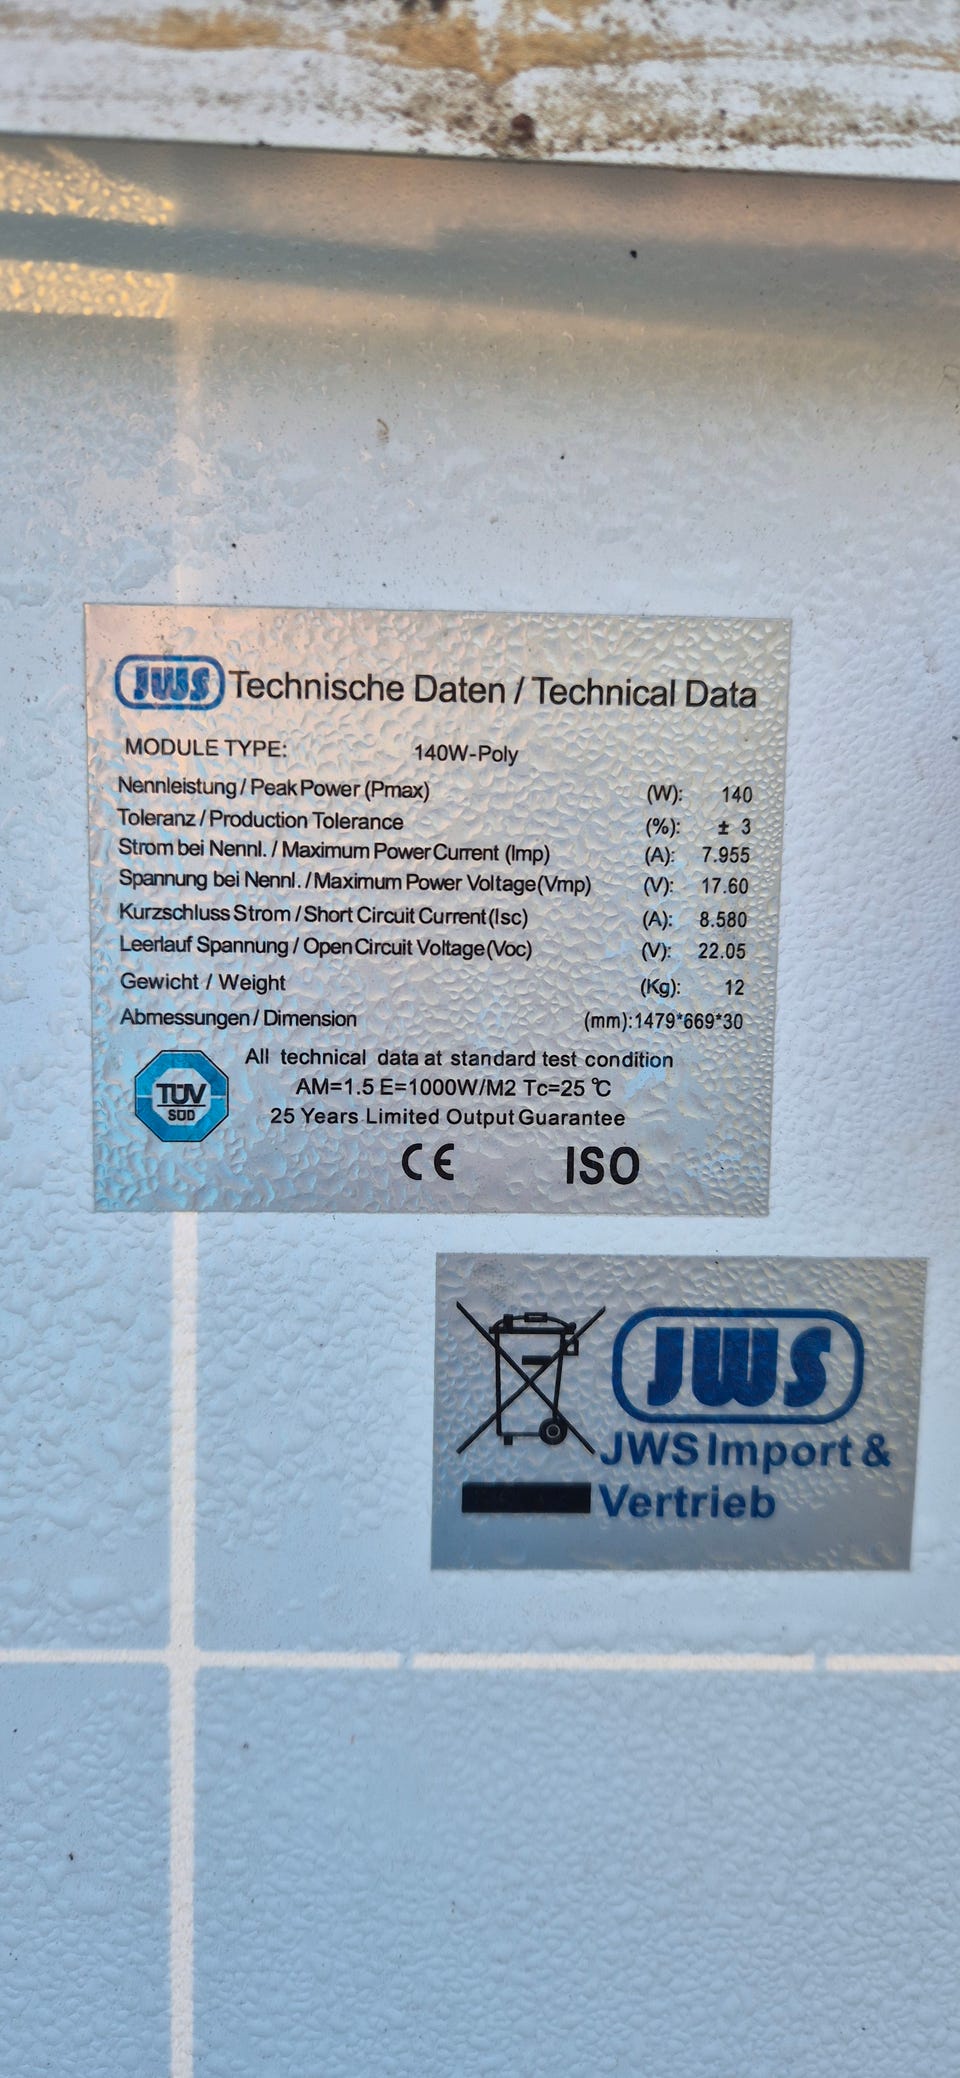 JWS Technische Daten / Technical Data
MODULE TYPE: 140W-Poly
Nennleistung / Peak Power (Pmax) (W): 140
Toleranz / Production Tolerance (%): ± 3
Strom bei Nennl. / Maximum Power Current (Imp) (A): 7.955
Spannung bei Nennl. / Maximum Power Voltage (Vmp) (V): 17.60
Kurzschluss Strom / Short Circuit Current (Isc) (A): 8.580
Leerlauf Spannung / Open Circuit Voltage (Voc) (V): 22.05
Gewicht / Weight (Kg): 12
Abmessungen / Dimension (mm):1479*669*30
All technical data at standard test condition
AM=1.5 E=1000W/M2 Tc=25 ℃
25 Years Limited Output Guarantee
TÜV
SÜD
CE ISO
JWS
JWS Import &
Vertrieb